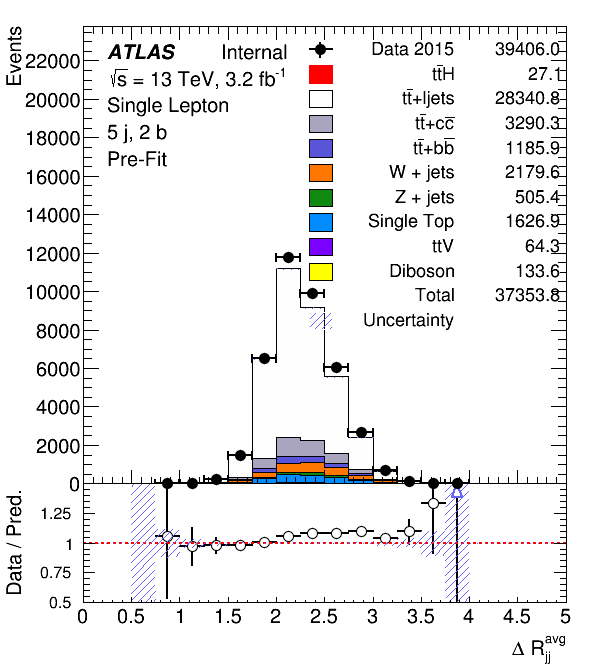 Events
ATLAS Internal
√s = 13 TeV, 3.2 fb⁻¹
Single Lepton
5 j, 2 b
Pre-Fit
Data 2015 39406.0
tt̄H 27.1
tt̄+ljets 28340.8
tt̄+cc̄ 3290.3
tt̄+bb̄ 1185.9
W + jets 2179.6
Z + jets 505.4
Single Top 1626.9
ttV 64.3
Diboson 133.6
Total 37353.8
Uncertainty
22000
20000
18000
16000
14000
12000
10000
8000
6000
4000
2000
0
Data / Pred.
1.25
1
0.75
0.5
0 0.5 1 1.5 2 2.5 3 3.5 4 4.5 5
Δ R_jj^avg